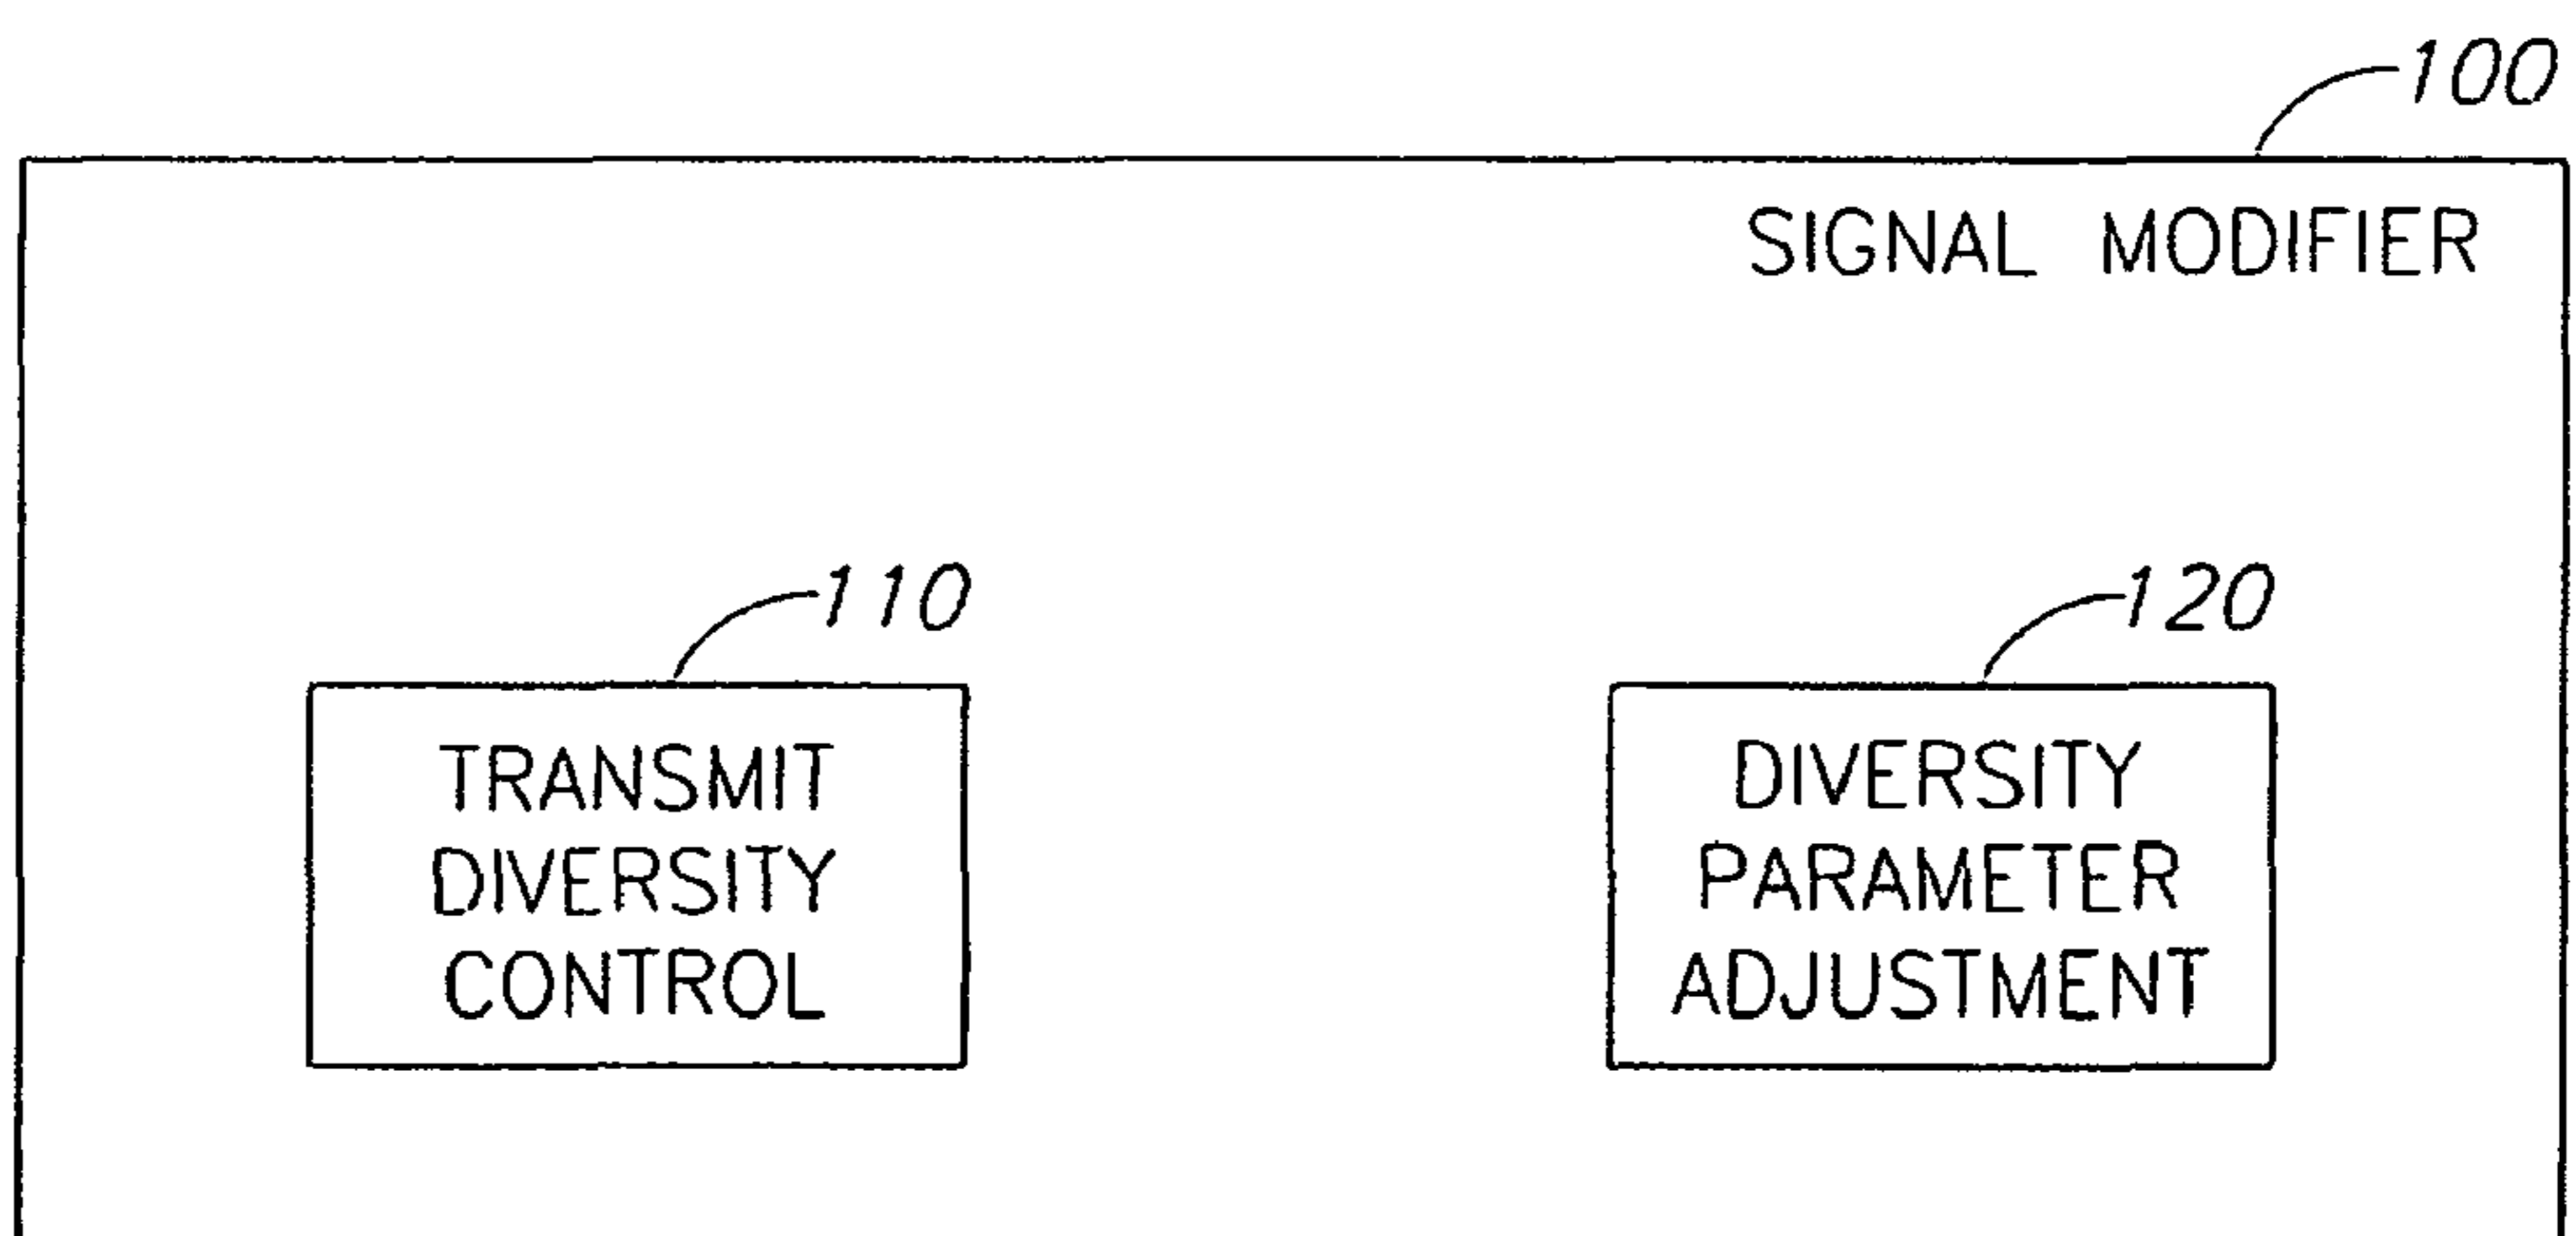 100
SIGNAL MODIFIER
110
120
TRANSMIT
DIVERSITY
CONTROL
DIVERSITY
PARAMETER
ADJUSTMENT